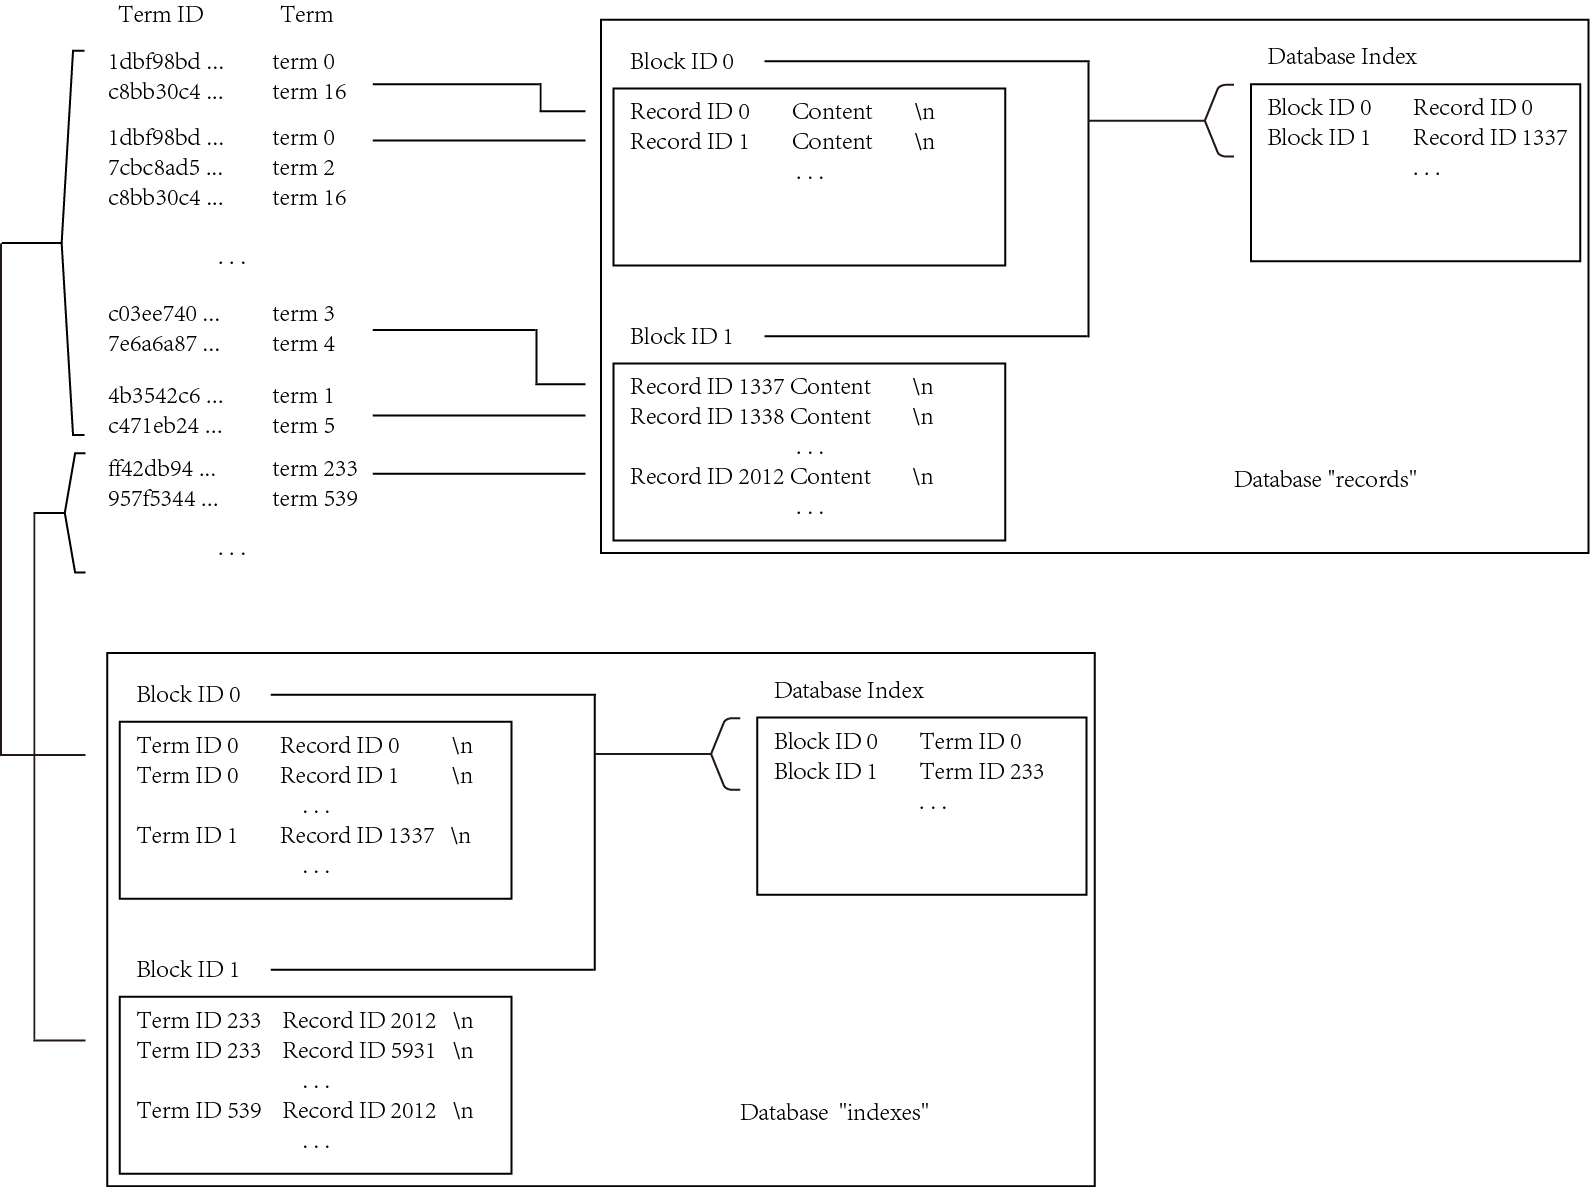 Term ID Term
1dbf98bd ... term 0
c8bb30c4 ... term 16
1dbf98bd ... term 0
7cbc8ad5 ... term 2
c8bb30c4 ... term 16
. . .
c03ee740 ... term 3
7e6a6a87 ... term 4
4b3542c6 ... term 1
c471eb24 ... term 5
ff42db94 ... term 233
957f5344 ... term 539
. . .
Block ID 0
Record ID 0 Content \n
Record ID 1 Content \n
. . .
Block ID 1
Record ID 1337 Content \n
Record ID 1338 Content \n
. . .
Record ID 2012 Content \n
. . .
Database Index
Block ID 0 Record ID 0
Block ID 1 Record ID 1337
. . .
Database "records"
Block ID 0
Term ID 0 Record ID 0 \n
Term ID 0 Record ID 1 \n
. . .
Term ID 1 Record ID 1337 \n
. . .
Block ID 1
Term ID 233 Record ID 2012 \n
Term ID 233 Record ID 5931 \n
. . .
Term ID 539 Record ID 2012 \n
. . .
Database Index
Block ID 0 Term ID 0
Block ID 1 Term ID 233
. . .
Database "indexes"